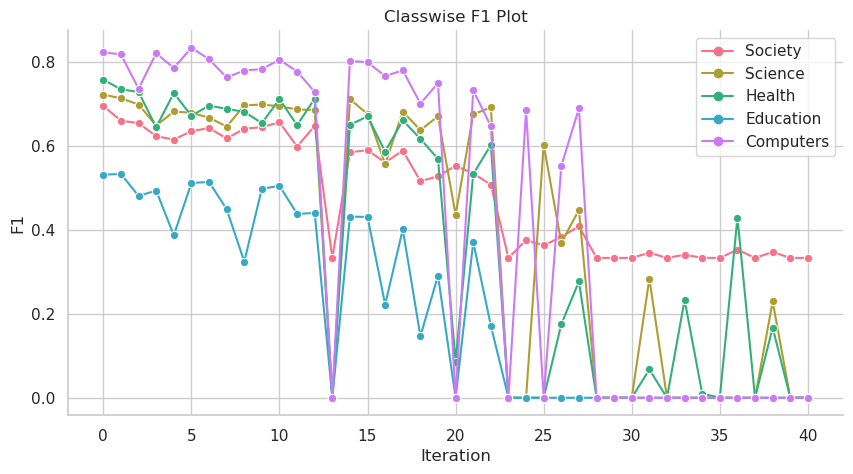 Classwise F1 Plot
F1
0.8
0.6
0.4
0.2
0.0
0 5 10 15 20 25 30 35 40
Iteration
Society
Science
Health
Education
Computers